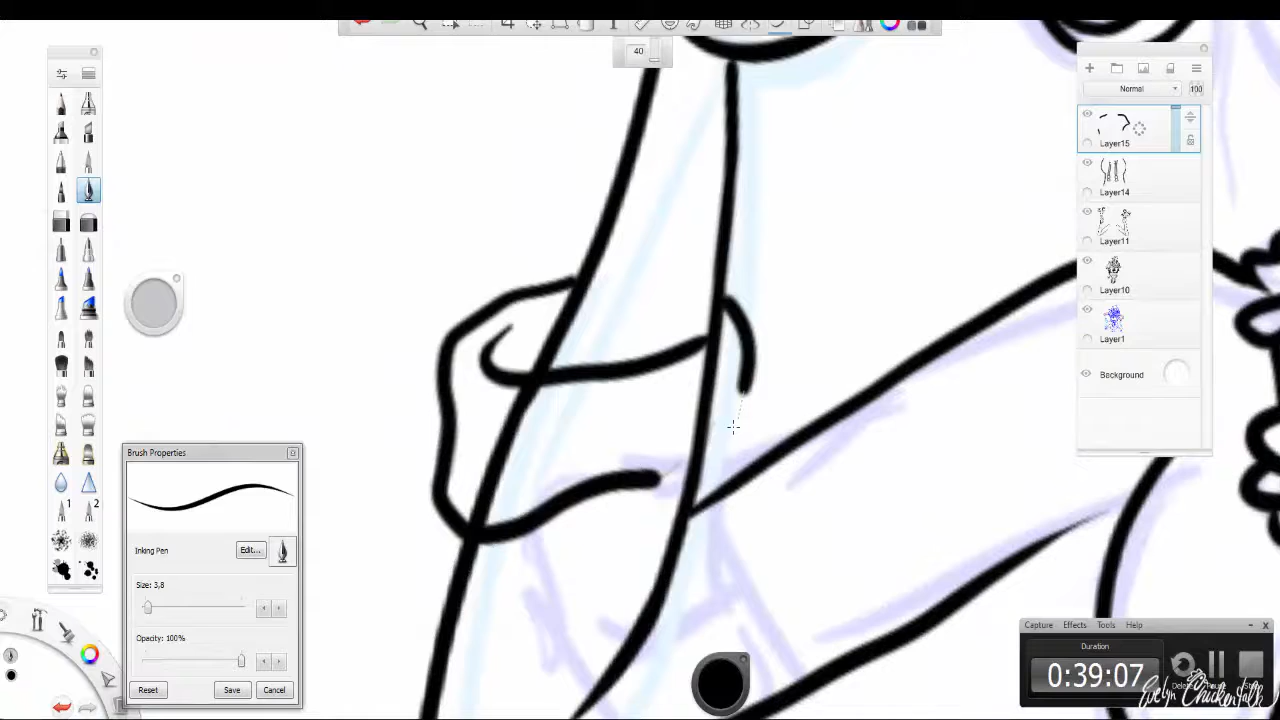 40
Normal
100
Layer15
Layer14
Layer11
Layer10
Layer1
Background
1
2
Brush Properties
Inking Pen
Edit...
Size: 3,8
Opacity: 100%
Reset
Save
Cancel
Capture Effects Tools Help
Duration
0:39:07